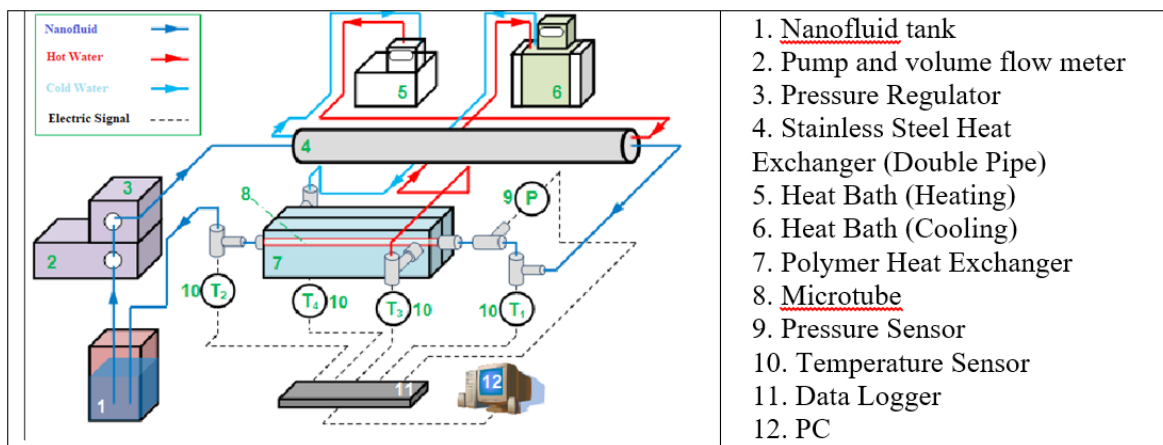 Nanofluid
Hot Water
Cold Water
Electric Signal
5
6
4
3
2
1
8
9 P
7
10 T2
T4 10
T3 10
10 T1
11
12
1. Nanofluid tank
2. Pump and volume flow meter
3. Pressure Regulator
4. Stainless Steel Heat
Exchanger (Double Pipe)
5. Heat Bath (Heating)
6. Heat Bath (Cooling)
7. Polymer Heat Exchanger
8. Microtube
9. Pressure Sensor
10. Temperature Sensor
11. Data Logger
12. PC